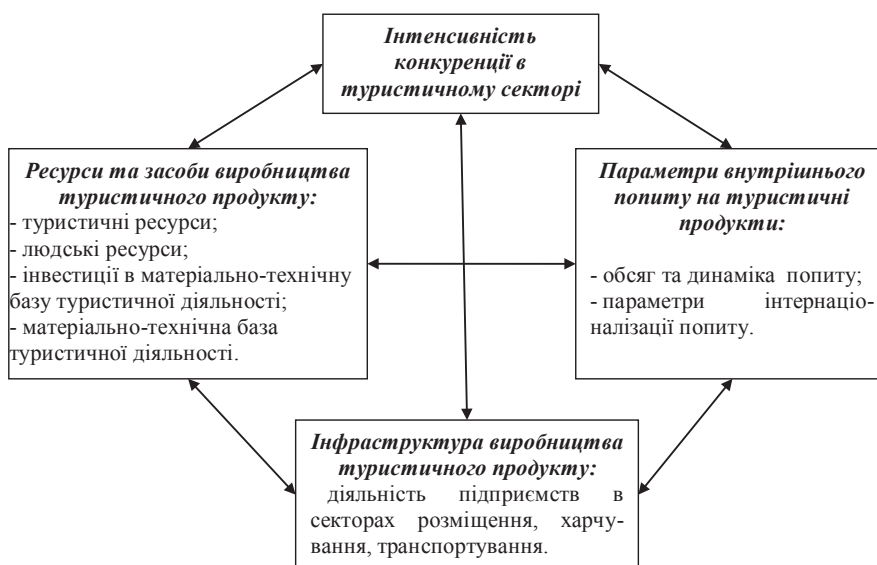 Інтенсивність
конкуренції в
туристичному секторі
Ресурси та засоби виробництва
туристичного продукту:
- туристичні ресурси;
- людські ресурси;
- інвестиції в матеріально-технічну
базу туристичної діяльності;
- матеріально-технічна база
туристичної діяльності.
Параметри внутрішнього
попиту на туристичні
продукти:
- обсяг та динаміка попиту;
- параметри інтернаціо-
налізації попиту.
Інфраструктура виробництва
туристичного продукту:
діяльність підприємств в
секторах розміщення, харчу-
вання, транспортування.